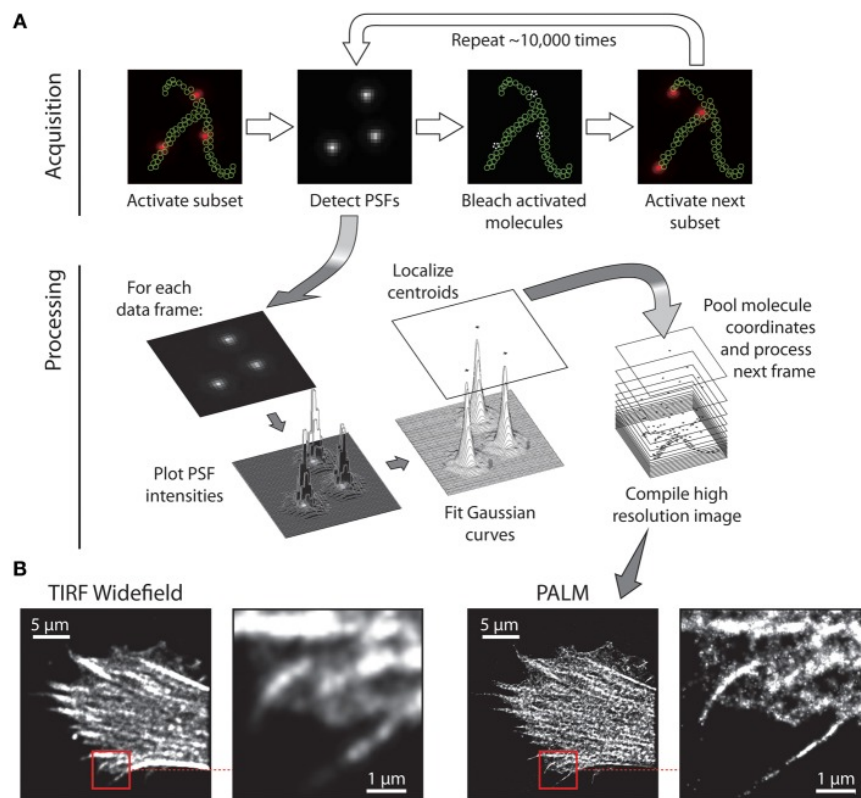 A
Repeat ~10,000 times
Acquisition
Activate subset
Detect PSFs
Bleach activated
molecules
Activate next
subset
Processing
For each
data frame:
Localize
centroids
Pool molecule
coordinates
and process
next frame
Plot PSF
intensities
Fit Gaussian
curves
Compile high
resolution image
B
TIRF Widefield
PALM
5 μm
1 μm
5 μm
1 μm